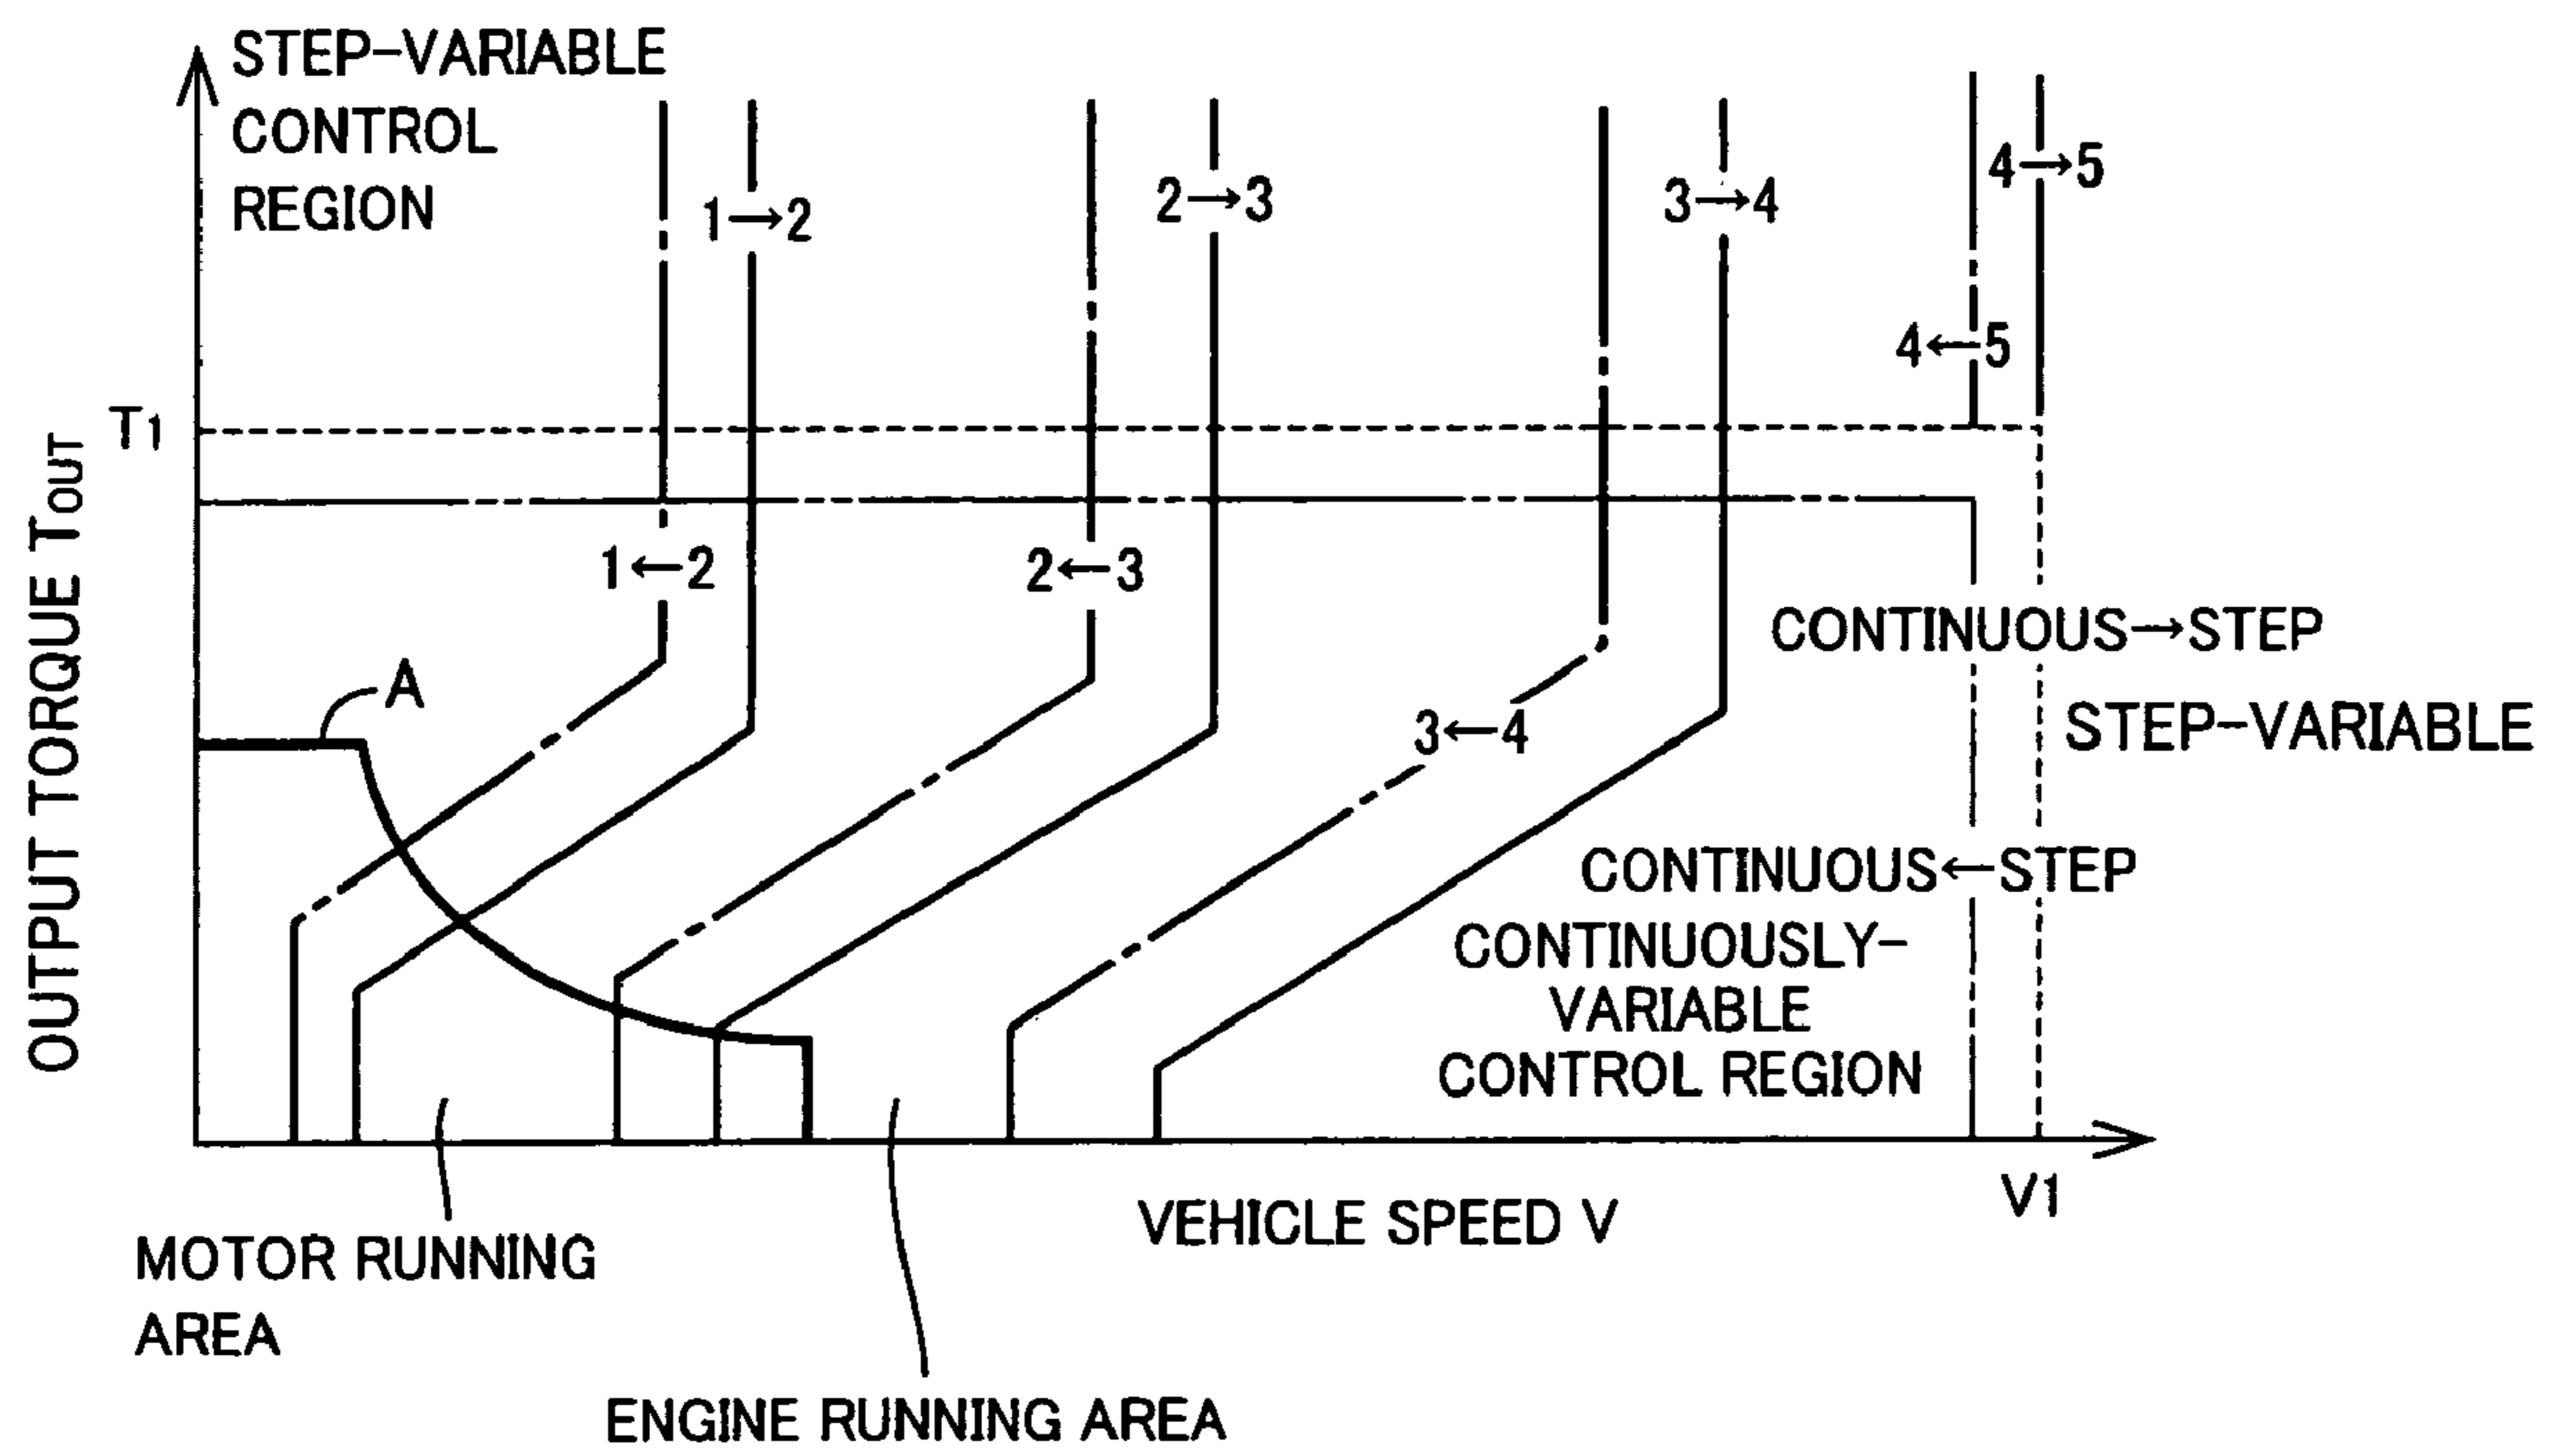 STEP-VARIABLE
CONTROL
REGION
1→2
2→3
3→4
4→5
4←5
T1
OUTPUT TORQUE TOUT
1←2
2←3
3←4
A
CONTINUOUS→STEP
STEP-VARIABLE
CONTINUOUS←STEP
CONTINUOUSLY-
VARIABLE
CONTROL REGION
V1
VEHICLE SPEED V
MOTOR RUNNING
AREA
ENGINE RUNNING AREA